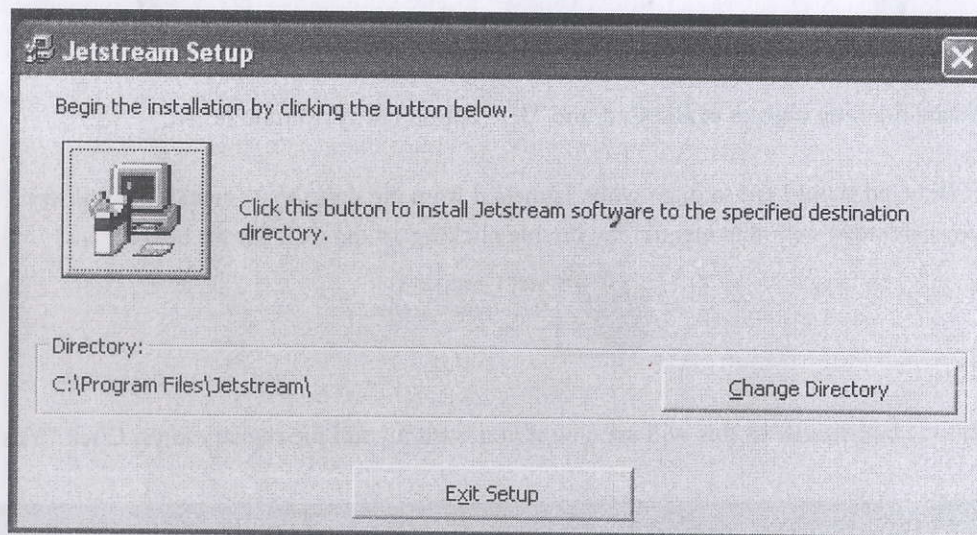 Jetstream Setup
Begin the installation by clicking the button below.
Click this button to install Jetstream software to the specified destination
directory.
Directory:
C:\Program Files\Jetstream\
Change Directory
Exit Setup